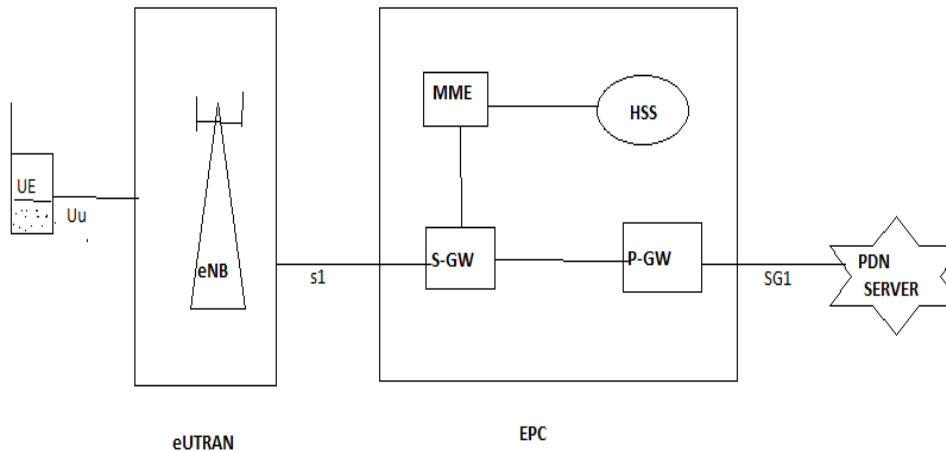 MME
HSS
UE
Uu
eNB
s1
S-GW
P-GW
SG1
PDN
SERVER
eUTRAN
EPC